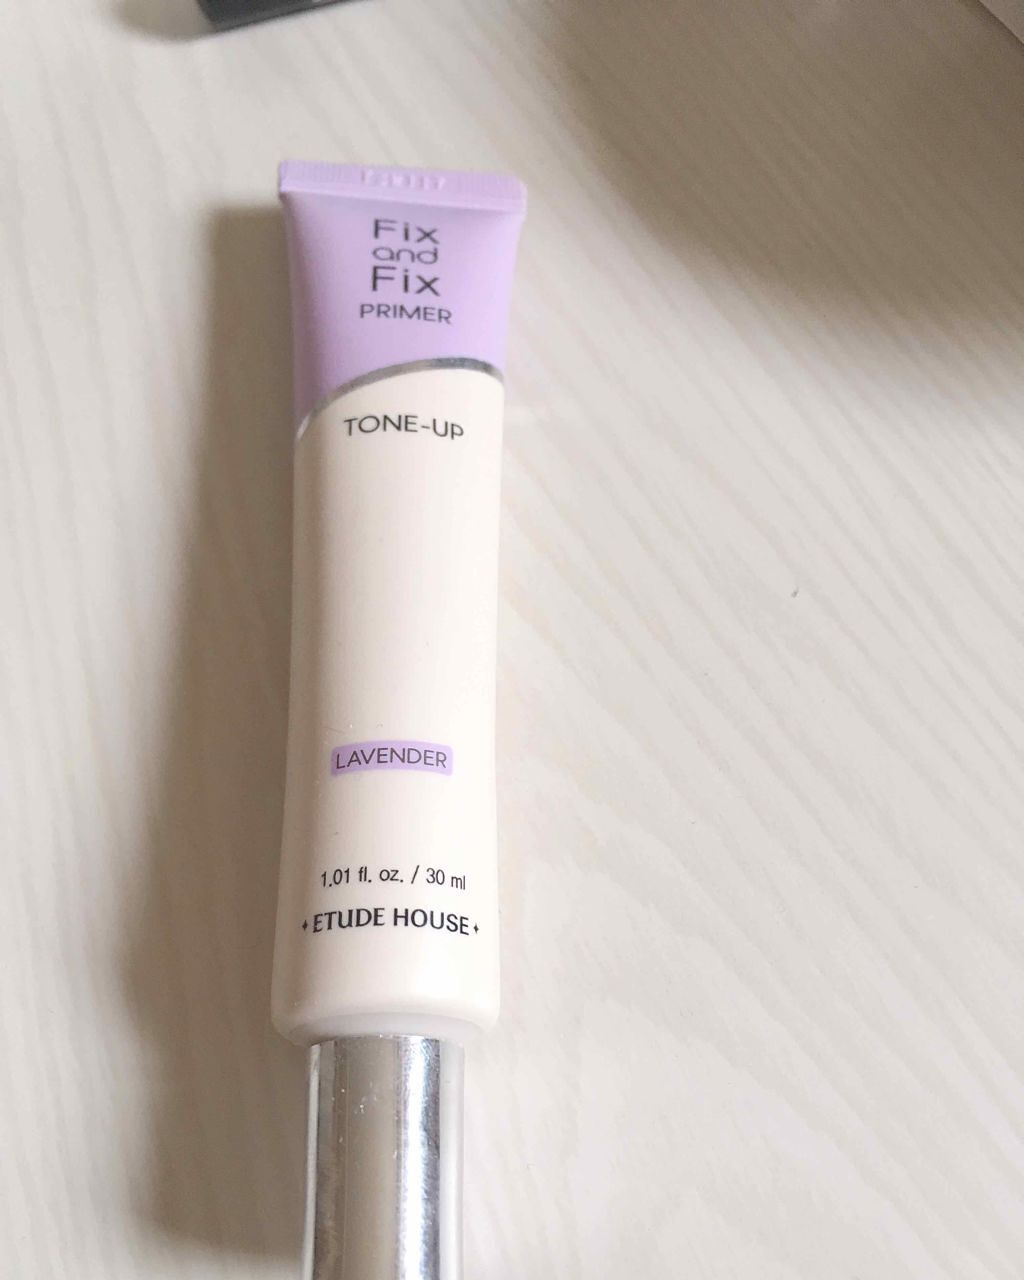 Fix
and
Fix
PRIMER
TONE-UP
LAVENDER
1.01 fl. oz. / 30 ml
ETUDE HOUSE